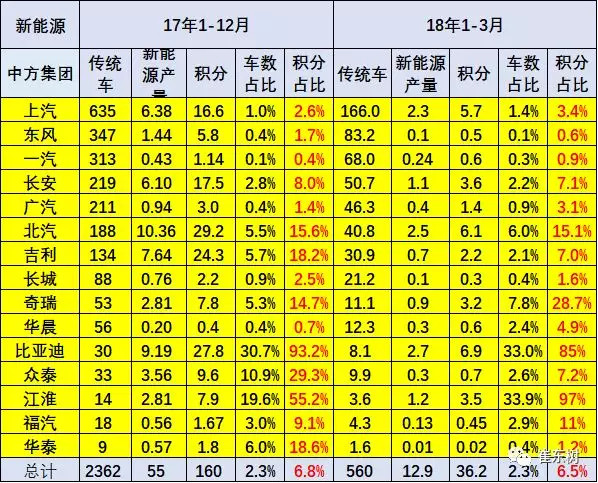 新能源 17年1-12月 18年1-3月
中方集团 传统车 新能源产量 积分 车数占比 积分占比 传统车 新能源产量 积分 车数占比 积分占比
上汽 635 6.38 16.6 1.0% 2.6% 166.0 2.3 5.7 1.4% 3.4%
东风 347 1.44 5.8 0.4% 1.7% 83.2 0.1 0.5 0.1% 0.6%
一汽 313 0.43 1.14 0.1% 0.4% 68.0 0.24 0.6 0.3% 0.9%
长安 219 6.10 17.5 2.8% 8.0% 50.7 1.1 3.6 2.2% 7.1%
广汽 211 0.94 3.0 0.4% 1.4% 46.3 0.4 1.4 0.9% 3.1%
北汽 188 10.36 29.2 5.5% 15.6% 40.8 2.5 6.1 6.0% 15.1%
吉利 134 7.64 24.3 5.7% 18.2% 30.9 0.7 2.2 2.1% 7.0%
长城 88 0.76 2.2 0.9% 2.5% 21.2 0.1 0.3 0.4% 1.6%
奇瑞 53 2.81 7.8 5.3% 14.7% 11.1 0.9 3.2 7.8% 28.7%
华晨 56 0.20 0.4 0.4% 0.7% 12.3 0.3 0.6 2.4% 4.9%
比亚迪 30 9.19 27.8 30.7% 93.2% 8.1 2.7 6.9 33.0% 85%
众泰 33 3.56 9.6 10.9% 29.3% 9.9 0.3 0.7 2.6% 7.2%
江淮 14 2.81 7.9 19.6% 55.2% 3.6 1.2 3.5 33.9% 97%
福汽 18 0.56 1.67 3.0% 9.1% 4.3 0.13 0.45 2.9% 11%
华泰 9 0.57 1.8 6.0% 18.6% 1.6 0.01 0.02 0.4% 1.2%
总计 2362 55 160 2.3% 6.8% 560 12.9 36.2 2.3% 6.5%
崔东树